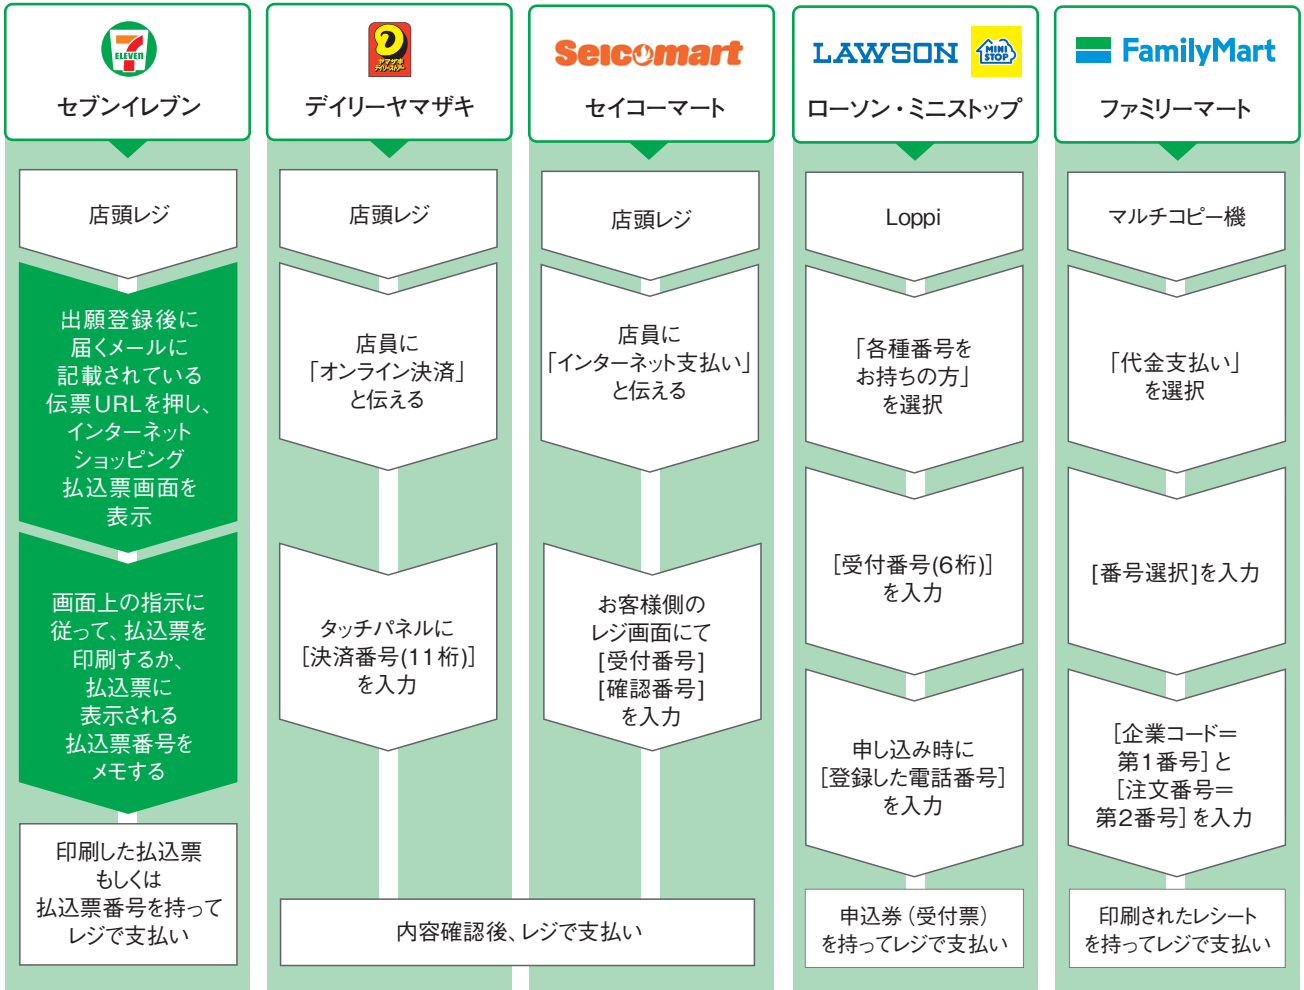 7
ELEVEn
セブンイレブン
店頭レジ
出願登録後に
届くメールに
記載されている
伝票URLを押し、
インターネット
ショッピング
払込票画面を
表示
画面上の指示に
従って、払込票を
印刷するか、
払込票に
表示される
払込票番号を
メモする
印刷した払込票
もしくは
払込票番号を持って
レジで支払い
ヤマザキ
デイリーストアー
デイリーヤマザキ
店頭レジ
店員に
「オンライン決済」
と伝える
タッチパネルに
[決済番号(11桁)]
を入力
Seicomart
セイコーマート
店頭レジ
店員に
「インターネット支払い」
と伝える
お客様側の
レジ画面にて
[受付番号]
[確認番号]
を入力
内容確認後、レジで支払い
LAWSON
MINI
STOP
ローソン・ミニストップ
Loppi
「各種番号を
お持ちの方」
を選択
[受付番号(6桁)]
を入力
申し込み時に
[登録した電話番号]
を入力
申込券（受付票）
を持ってレジで支払い
FamilyMart
ファミリーマート
マルチコピー機
「代金支払い」
を選択
[番号選択]を入力
[企業コード＝
第1番号]と
[注文番号＝
第2番号]を入力
印刷されたレシート
を持ってレジで支払い